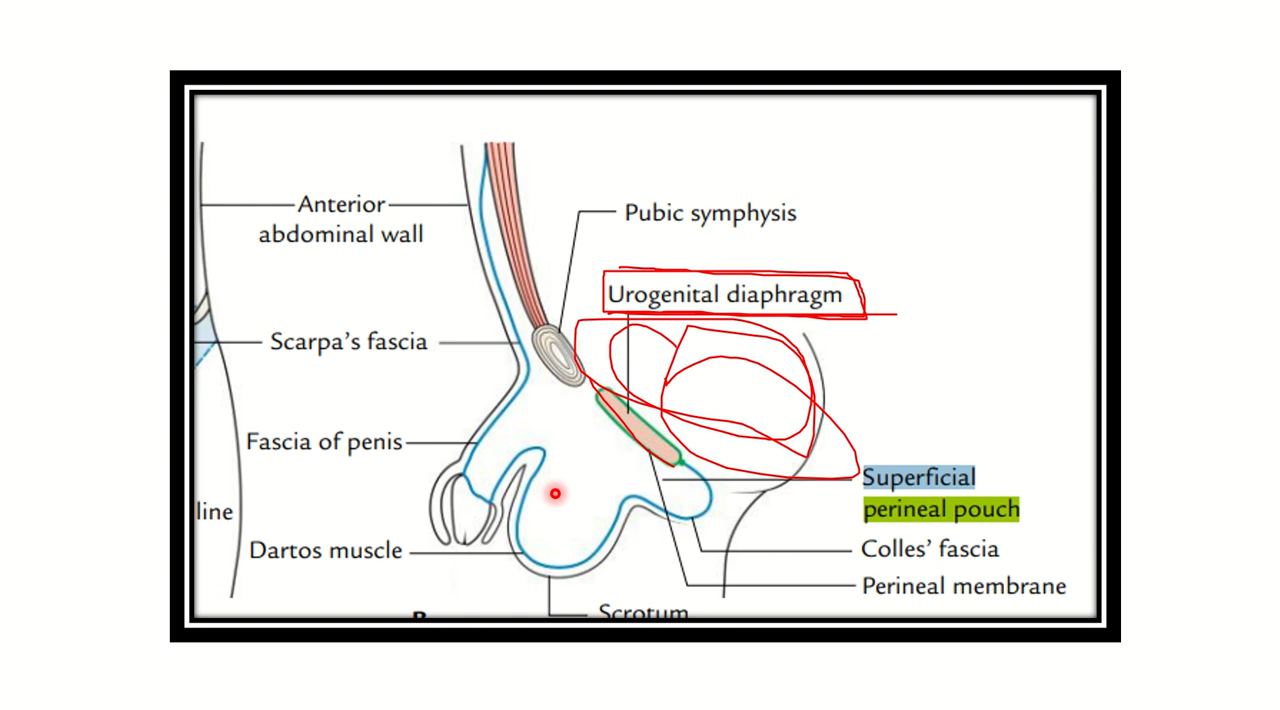 Anterior
abdominal wall
Pubic symphysis
Urogenital diaphragm
Scarpa's fascia
Fascia of penis
Superficial
perineal pouch
line
Dartos muscle
Colles' fascia
Perineal membrane
Scrotum